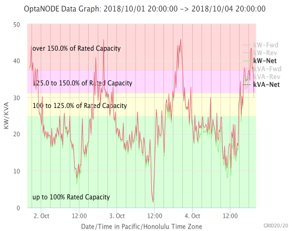 OptaNODE Data Graph: 2018/10/01 20:00:00 ~> 2018/10/04 20:00:00
50
over 150.0% of Rated Capacity
kW-Fwd
kW-Rev
kW-Net
40
kVA-Fwd
kVA-Rev
125.0 to 150.0% of Rated Capacity
kVA-Net
30
100 to 125.0% of Rated Capacity
KW/KVA
20
10
up to 100% Rated Capacity
0
2. Oct
12:00
3. Oct
12:00
4. Oct
12:00
Date/Time in Pacific/Honolulu Time Zone